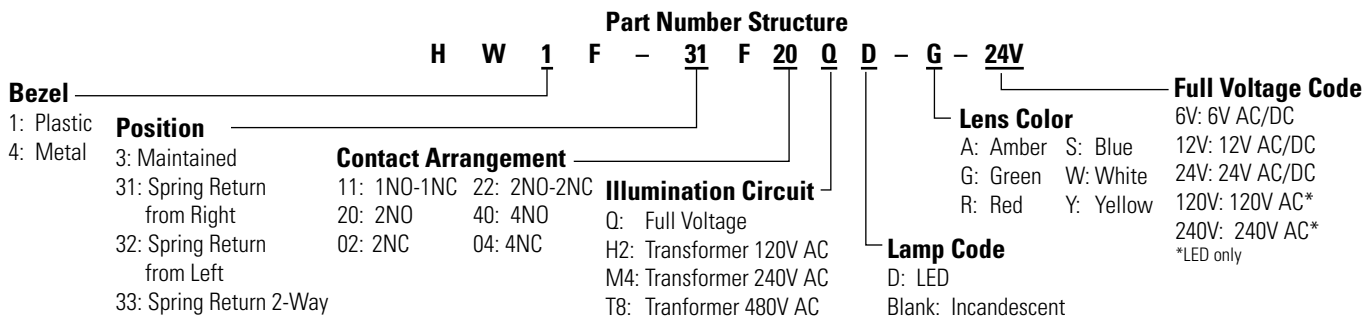 Part Number Structure
H W 1 F – 31 F 20 Q D – G – 24V
Bezel
1: Plastic
4: Metal
Position
3: Maintained
31: Spring Return
from Right
32: Spring Return
from Left
33: Spring Return 2-Way
Contact Arrangement
11: 1NO-1NC 22: 2NO-2NC
20: 2NO 40: 4NO
02: 2NC 04: 4NC
Illumination Circuit
Q: Full Voltage
H2: Transformer 120V AC
M4: Transformer 240V AC
T8: Tranformer 480V AC
Lamp Code
D: LED
Blank: Incandescent
Lens Color
A: Amber S: Blue
G: Green W: White
R: Red Y: Yellow
Full Voltage Code
6V: 6V AC/DC
12V: 12V AC/DC
24V: 24V AC/DC
120V: 120V AC*
240V: 240V AC*
*LED only